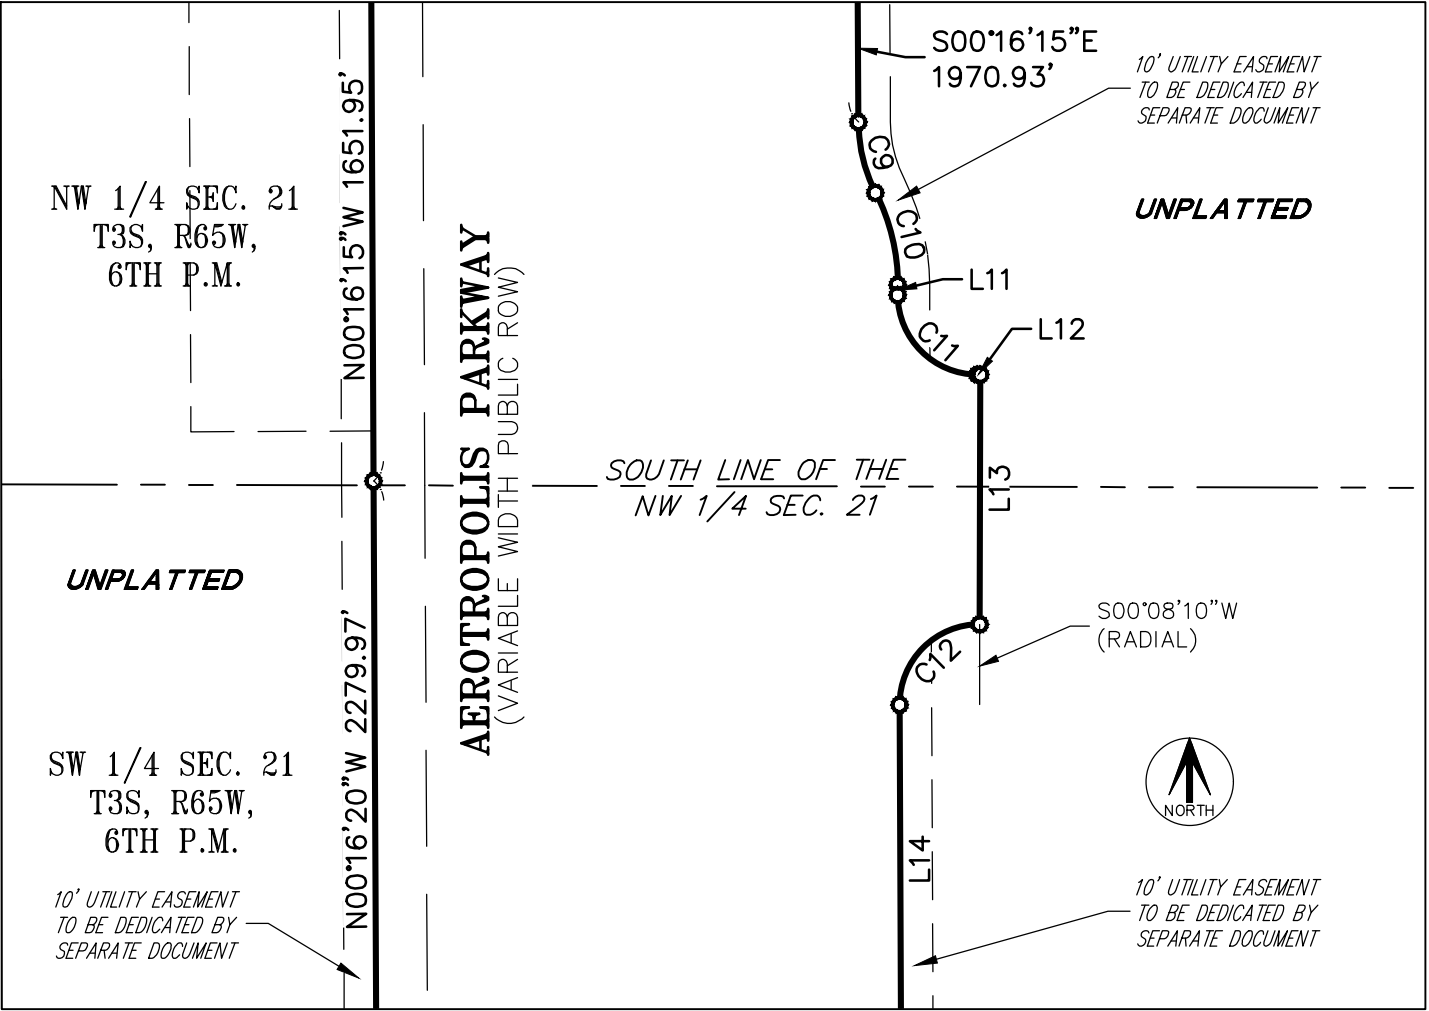 S00°16'15"E
1970.93'
10' UTILITY EASEMENT
TO BE DEDICATED BY
SEPARATE DOCUMENT
N00°16'15"W 1651.95'
NW 1/4 SEC. 21
T3S, R65W,
6TH P.M.
C9
UNPLATTED
C10
L11
C11
L12
AEROTROPOLIS PARKWAY
(VARIABLE WIDTH PUBLIC ROW)
SOUTH LINE OF THE
NW 1/4 SEC. 21
L13
UNPLATTED
S00°08'10"W
(RADIAL)
C12
N00°16'20"W 2279.97'
SW 1/4 SEC. 21
T3S, R65W,
6TH P.M.
NORTH
L14
10' UTILITY EASEMENT
TO BE DEDICATED BY
SEPARATE DOCUMENT
10' UTILITY EASEMENT
TO BE DEDICATED BY
SEPARATE DOCUMENT